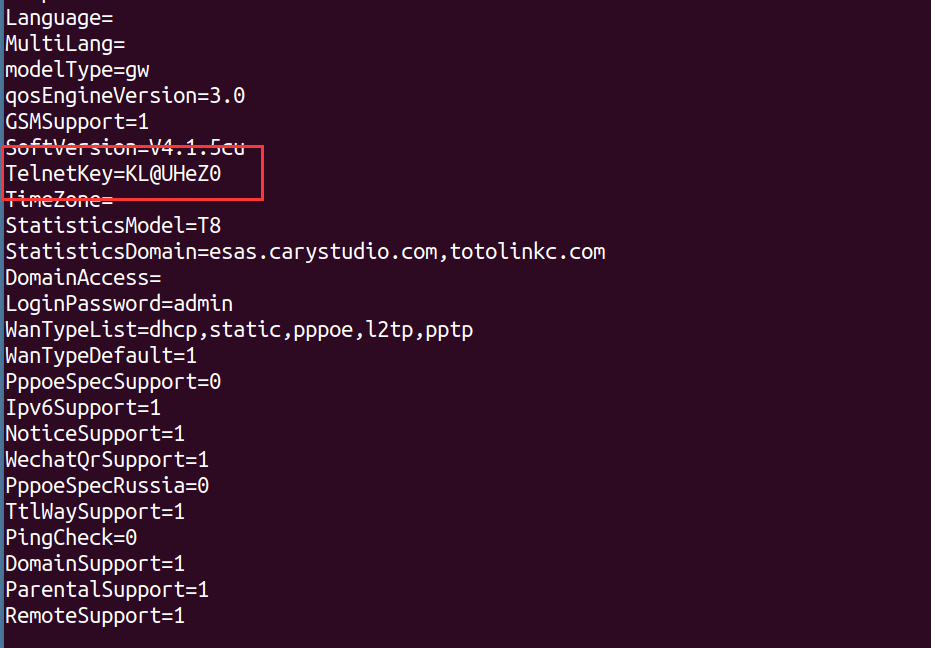 Language=
MultiLang=
modelType=gw
qosEngineVersion=3.0
GSMSupport=1
SoftVersion=V4.1.5cu
TelnetKey=KL@UHeZ0
TimeZone=
StatisticsModel=T8
StatisticsDomain=esas.carystudio.com,totolinkc.com
DomainAccess=
LoginPassword=admin
WanTypeList=dhcp,static,pppoe,l2tp,pptp
WanTypeDefault=1
PppoeSpecSupport=0
Ipv6Support=1
NoticeSupport=1
WechatQrSupport=1
PppoeSpecRussia=0
TtlWaySupport=1
PingCheck=0
DomainSupport=1
ParentalSupport=1
RemoteSupport=1